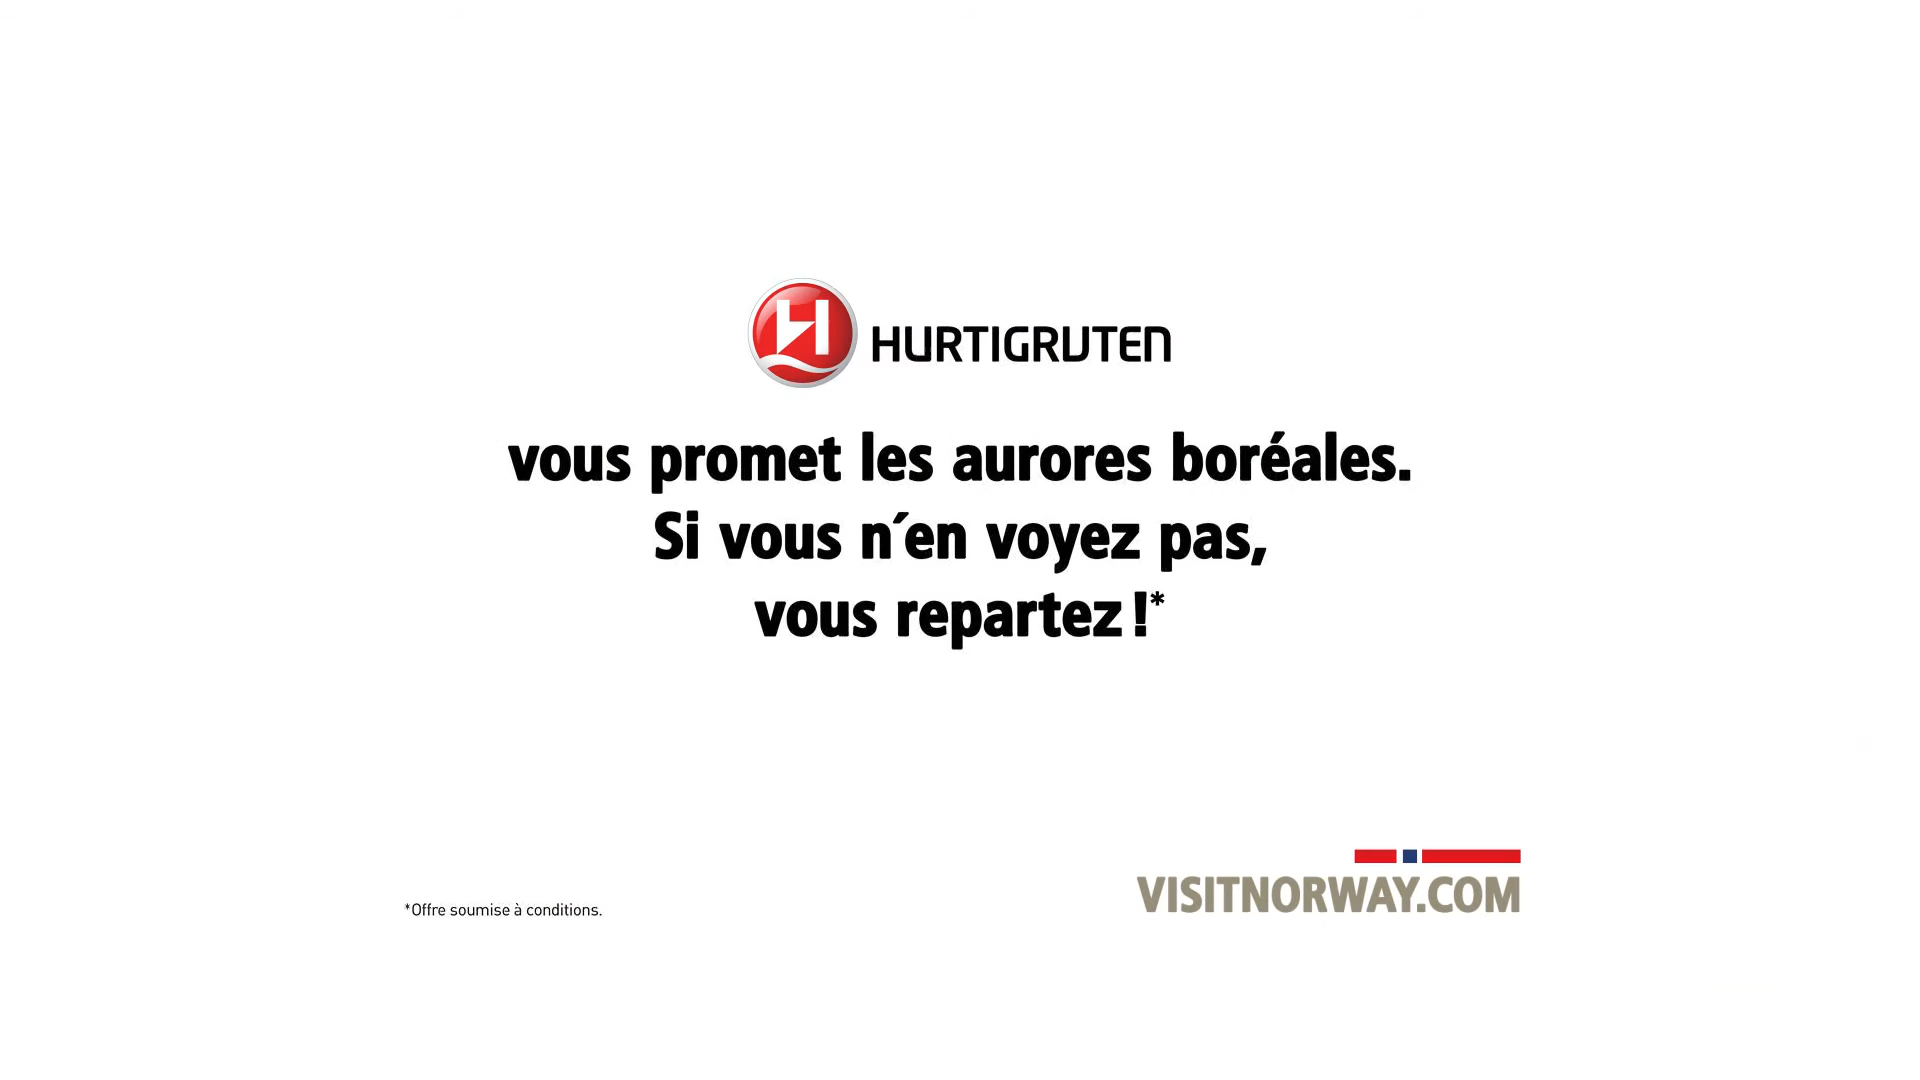 HURTIGRUTEN
vous promet les aurores boréales.
Si vous n´en voyez pas,
vous repartez !*
*Offre soumise à conditions.
VISITNORWAY.COM